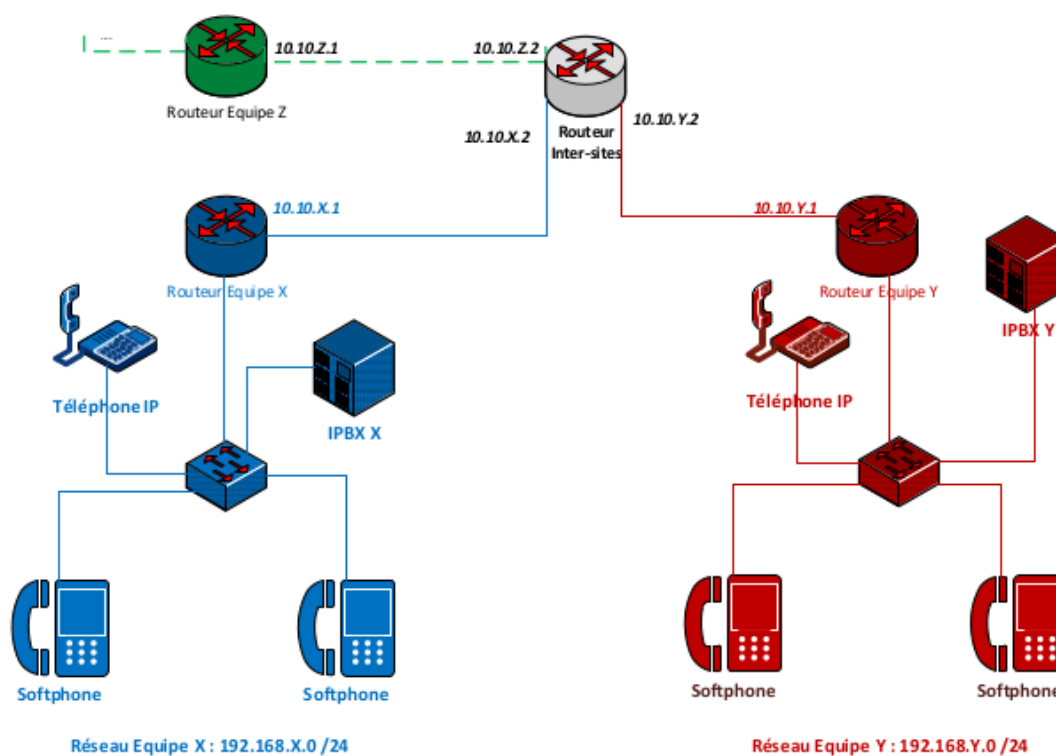 10.10.Z.1
10.10.Z.2
Routeur Equipe Z
10.10.X.2
Routeur
Inter-sites
10.10.Y.2
10.10.X.1
10.10.Y.1
Routeur Equipe X
Routeur Equipe Y
IPBX Y
Téléphone IP
IPBX X
Téléphone IP
Softphone
Softphone
Softphone
Softphone
Réseau Equipe X : 192.168.X.0 /24
Réseau Equipe Y : 192.168.Y.0 /24